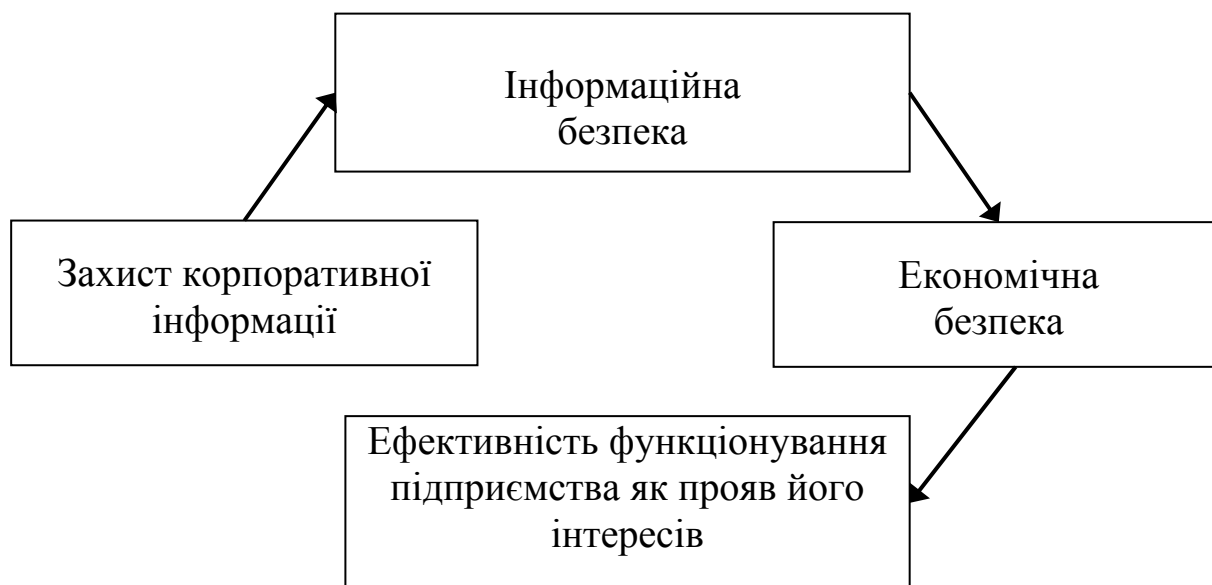 Інформаційна
безпека
Захист корпоративної
інформації
Економічна
безпека
Ефективність функціонування
підприємства як прояв його
інтересів